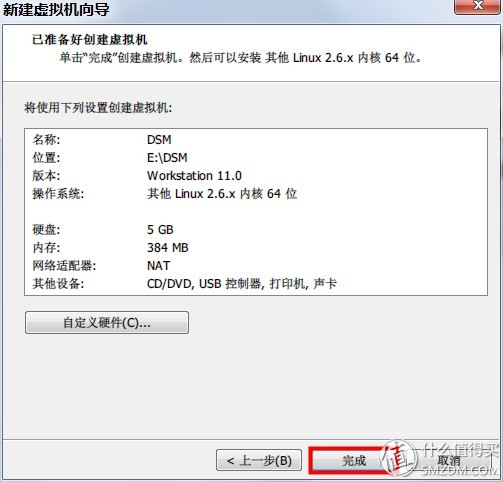 新建虚拟机向导
已准备好创建虚拟机
单击“完成”创建虚拟机。然后可以安装 其他 Linux 2.6.x 内核 64 位。
将使用下列设置创建虚拟机:
名称: DSM
位置: E:\DSM
版本: Workstation 11.0
操作系统: 其他 Linux 2.6.x 内核 64 位
硬盘: 5 GB
内存: 384 MB
网络适配器: NAT
其他设备: CD/DVD, USB 控制器, 打印机, 声卡
自定义硬件(C)...
< 上一步(B) 完成 取消
值 什么值得买
SMZDM.COM